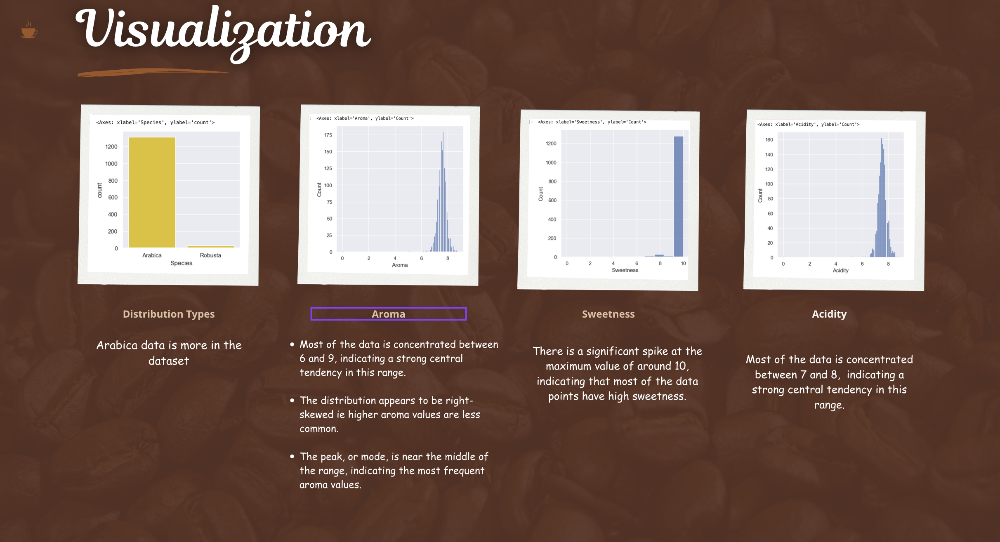 Visualization
<Axes: xlabel='Species', ylabel='count'>
1200
1000
800
600
400
200
0
count
Arabica Robusta
Species
: <Axes: xlabel='Aroma', ylabel='Count'>
175
150
125
100
75
50
25
0
Count
0 2 4 6 8
Aroma
]: <Axes: xlabel='Sweetness', ylabel='Count'>
1200
1000
800
600
400
200
0
Count
0 2 4 6 8 10
Sweetness
<Axes: xlabel='Acidity', ylabel='Count'>
160
140
120
100
80
60
40
20
0
Count
0 2 4 6 8
Acidity
Distribution Types
Arabica data is more in the
dataset
Aroma
• Most of the data is concentrated between
6 and 9, indicating a strong central
tendency in this range.
• The distribution appears to be right-
skewed ie higher aroma values are less
common.
• The peak, or mode, is near the middle of
the range, indicating the most frequent
aroma values.
Sweetness
There is a significant spike at the
maximum value of around 10,
indicating that most of the data
points have high sweetness.
Acidity
Most of the data is concentrated
between 7 and 8, indicating a
strong central tendency in this
range.